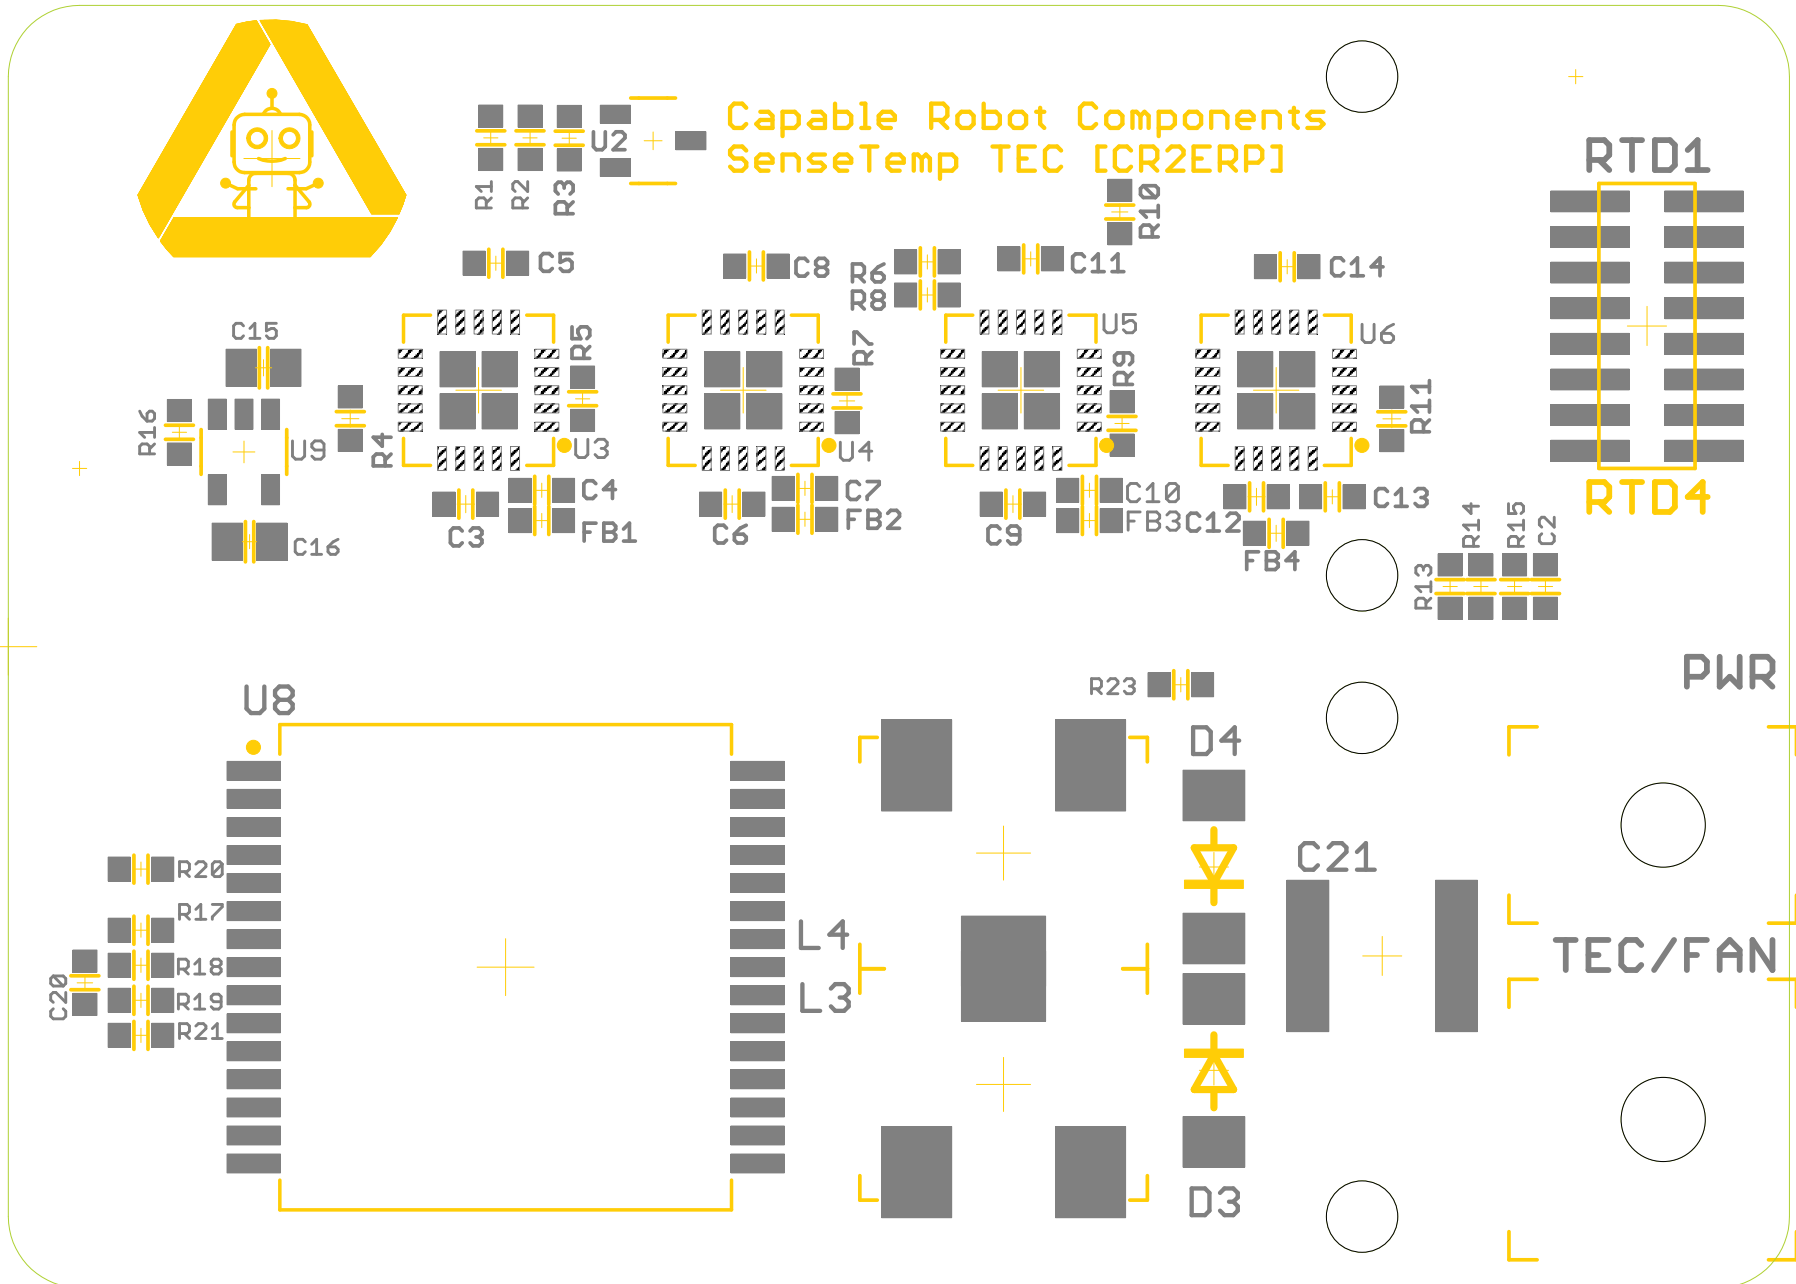 Capable Robot Components
SenseTemp TEC [CR2ERP]
U2
R1
R2
R3
R10
RTD1
C5
C8
R6
R8
C11
C14
C15
R5
R7
U5
R9
U6
R16
U9
R4
U3
U4
R11
C16
C3
C4
FB1
C6
C7
FB2
C9
C10
FB3
C12
C13
FB4
RTD4
R13
R14
R15
C2
PWR
U8
R23
D4
C21
R20
R17
R18
R19
R21
C20
L4
L3
TEC/FAN
D3